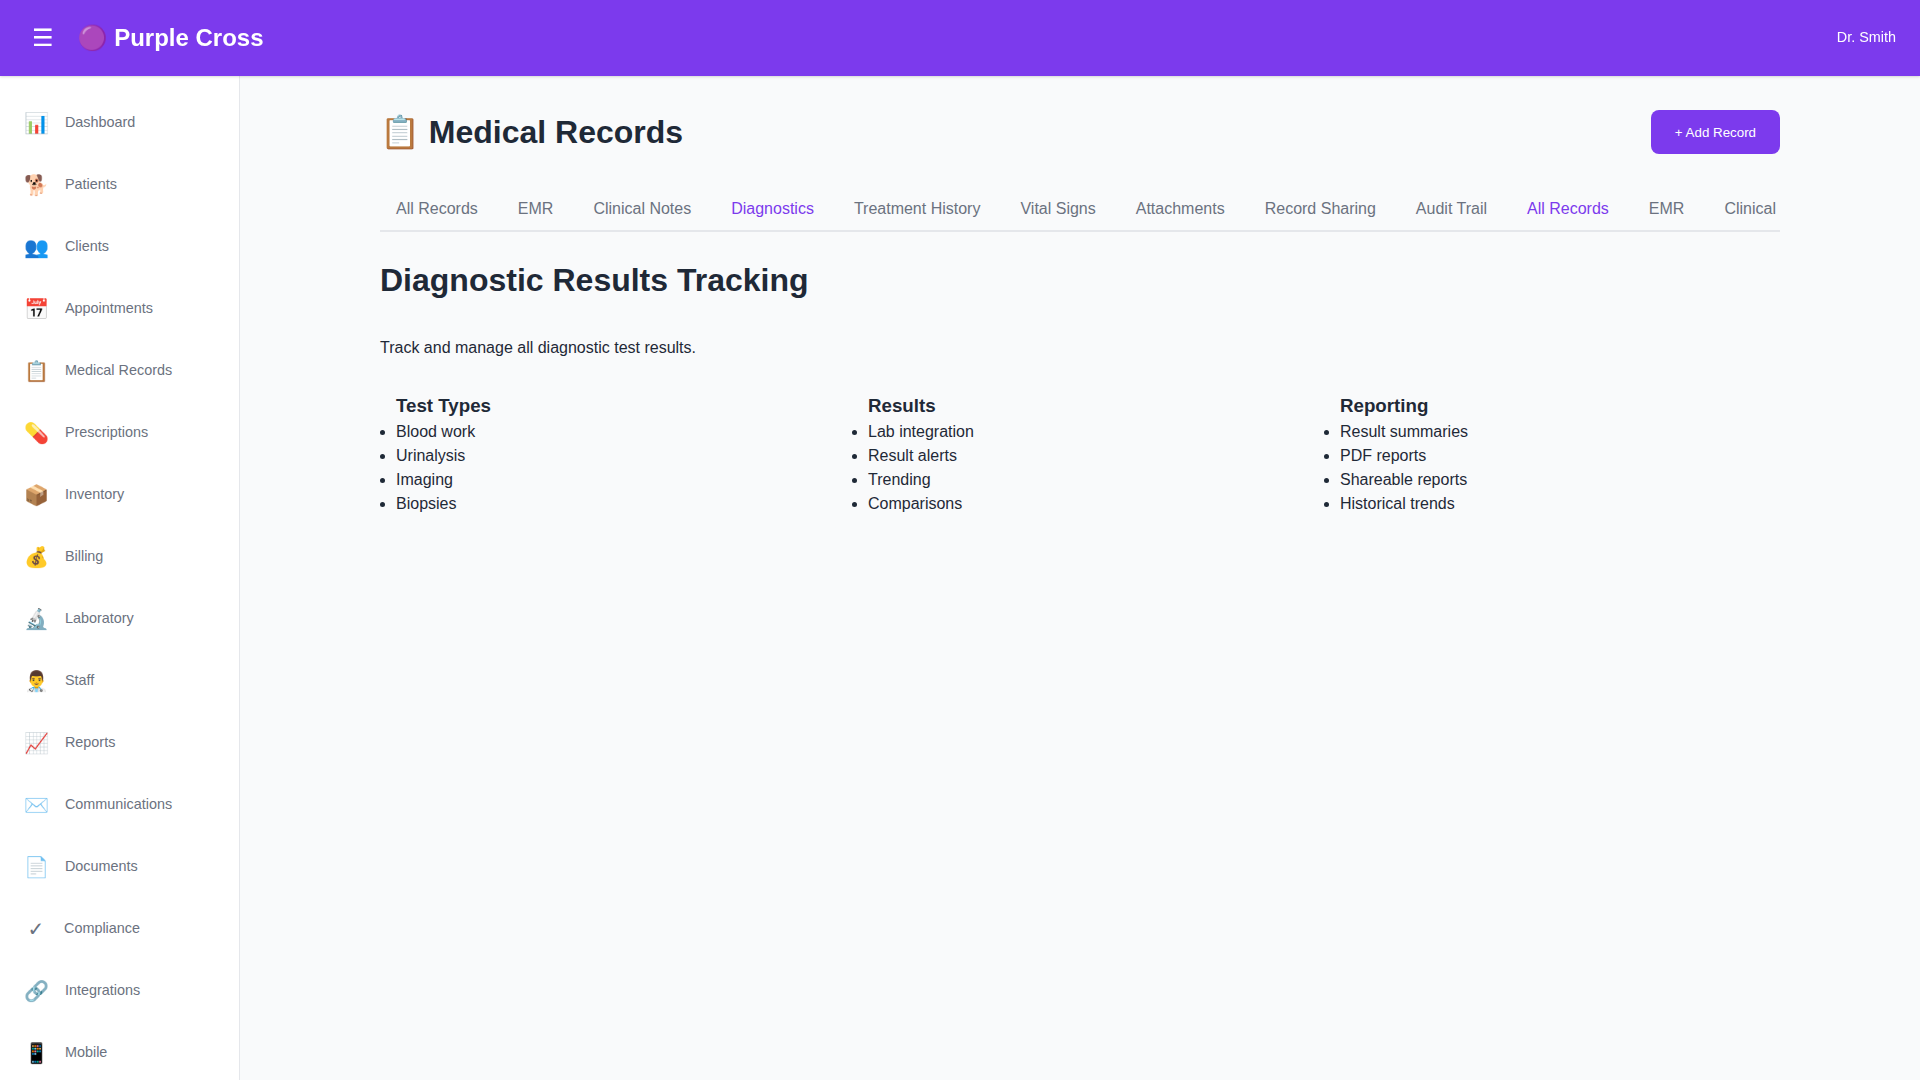 ☰ Purple Cross
Dr. Smith
Dashboard
Patients
Clients
Appointments
Medical Records
Prescriptions
Inventory
Billing
Laboratory
Staff
Reports
Communications
Documents
✓ Compliance
Integrations
Mobile
Medical Records
+ Add Record
All Records EMR Clinical Notes Diagnostics Treatment History Vital Signs Attachments Record Sharing Audit Trail All Records EMR Clinical
Diagnostic Results Tracking
Track and manage all diagnostic test results.
Test Types
• Blood work
• Urinalysis
• Imaging
• Biopsies
Results
• Lab integration
• Result alerts
• Trending
• Comparisons
Reporting
• Result summaries
• PDF reports
• Shareable reports
• Historical trends